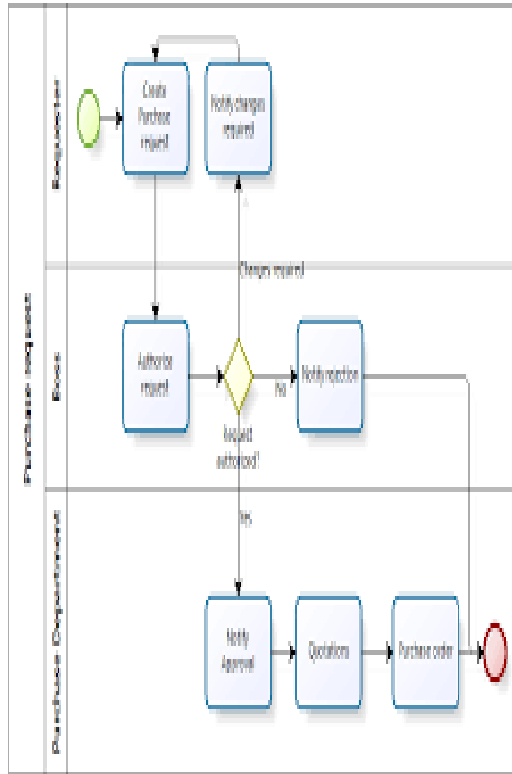 Purchase request
Requester
Create
Purchase
request
Notify changes
required
Changes required
Boss
Authorize
request
Request
authorized?
No
Notify rejection
Yes
Purchase Department
Notify
Approval
Quotations
Purchase order